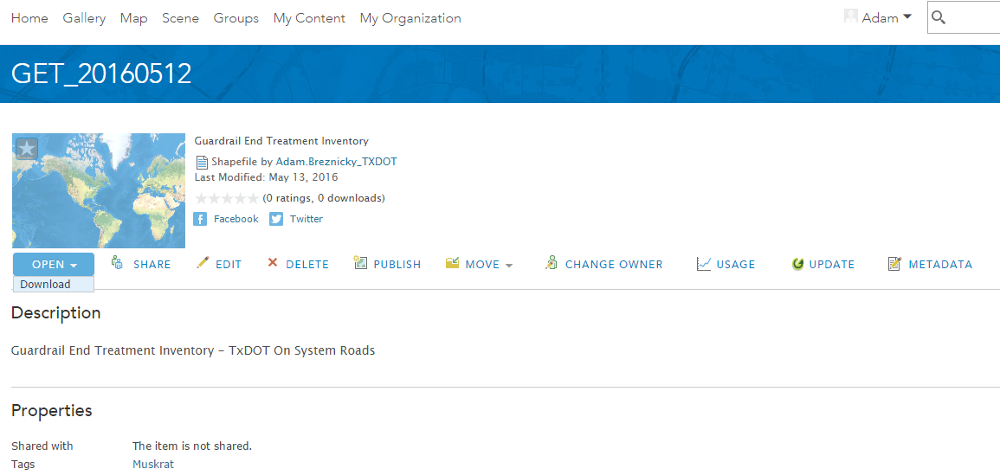 Home Gallery Map Scene Groups My Content My Organization Adam
GET_20160512
Guardrail End Treatment Inventory
Shapefile by Adam.Breznicky_TXDOT
Last Modified: May 13, 2016
(0 ratings, 0 downloads)
Facebook Twitter
OPEN SHARE EDIT DELETE PUBLISH MOVE CHANGE OWNER USAGE UPDATE METADATA
Download
Description
Guardrail End Treatment Inventory - TxDOT On System Roads
Properties
Shared with The item is not shared.
Tags Muskrat